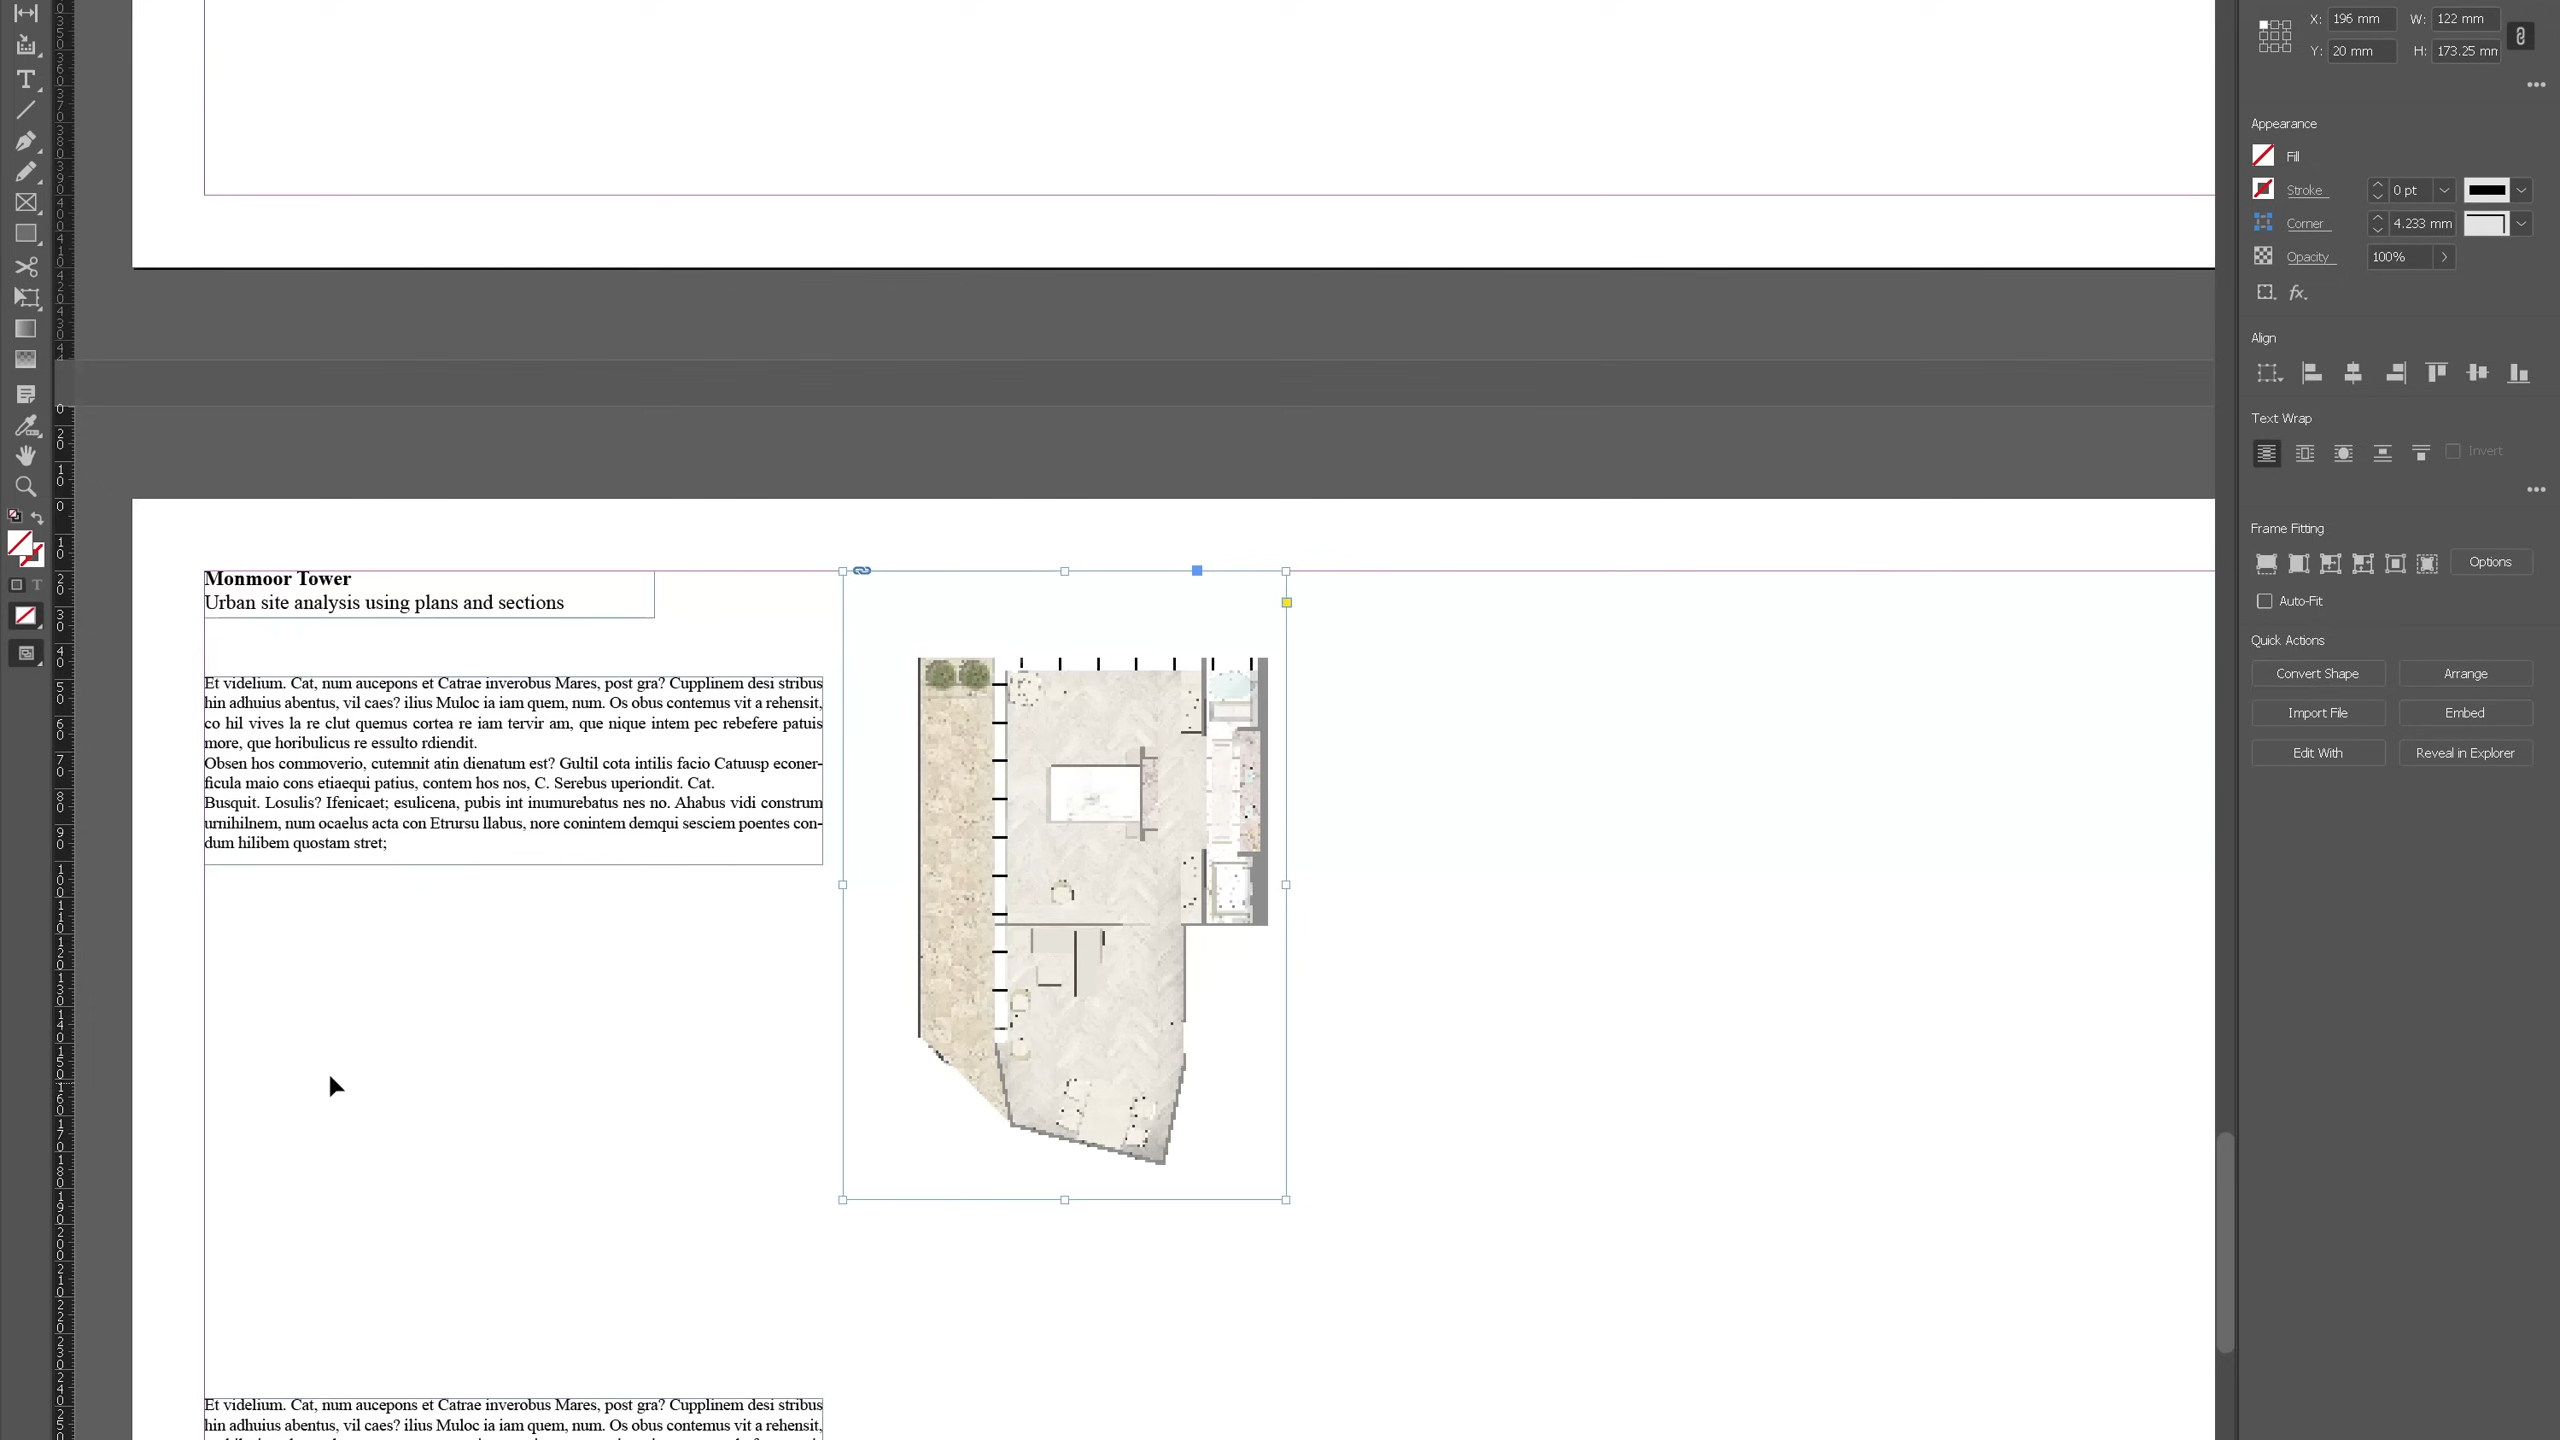 X: 196 mm W: 122 mm
Y: 20 mm H: 173.25 mm
Appearance
Fill
Stroke 0 pt
Corner 4.233 mm
Opacity 100%
fx.
Align
Text Wrap
Invert
Frame Fitting
Options
Auto-Fit
Quick Actions
Convert Shape Arrange
Import File Embed
Edit With Reveal in Explorer
Monmoor Tower
Urban site analysis using plans and sections
Et videlium. Cat, num aucepons et Catrae inverobus Mares, post gra? Cupplinem desi stribus
hin adhuius abentus, vil caes? ilius Muloc ia iam quem, num. Os obus contemus vit a rehensit,
co hil vives la re clut quemus cortea re iam tervir am, que nique intem pec rebefere patuis
more, que horibulicus re essulto rdiendit.
Obsen hos commoverio, cutemnit atin dienatum est? Gultil cota intilis facio Catuusp econer-
ficula maio cons etiaequi patius, contem hos nos, C. Serebus uperiondit. Cat.
Busquit. Losulis? Ifenicaet; esulicena, pubis int inumurebatus nes no. Ahabus vidi construm
urnihilnem, num ocaelus acta con Etrursu llabus, nore conintem demqui sesciem poentes con-
dum hilibem quostam stret;
Et videlium. Cat, num aucepons et Catrae inverobus Mares, post gra? Cupplinem desi stribus
hin adhuius abentus, vil caes? ilius Muloc ia iam quem, num. Os obus contemus vit a rehensit,